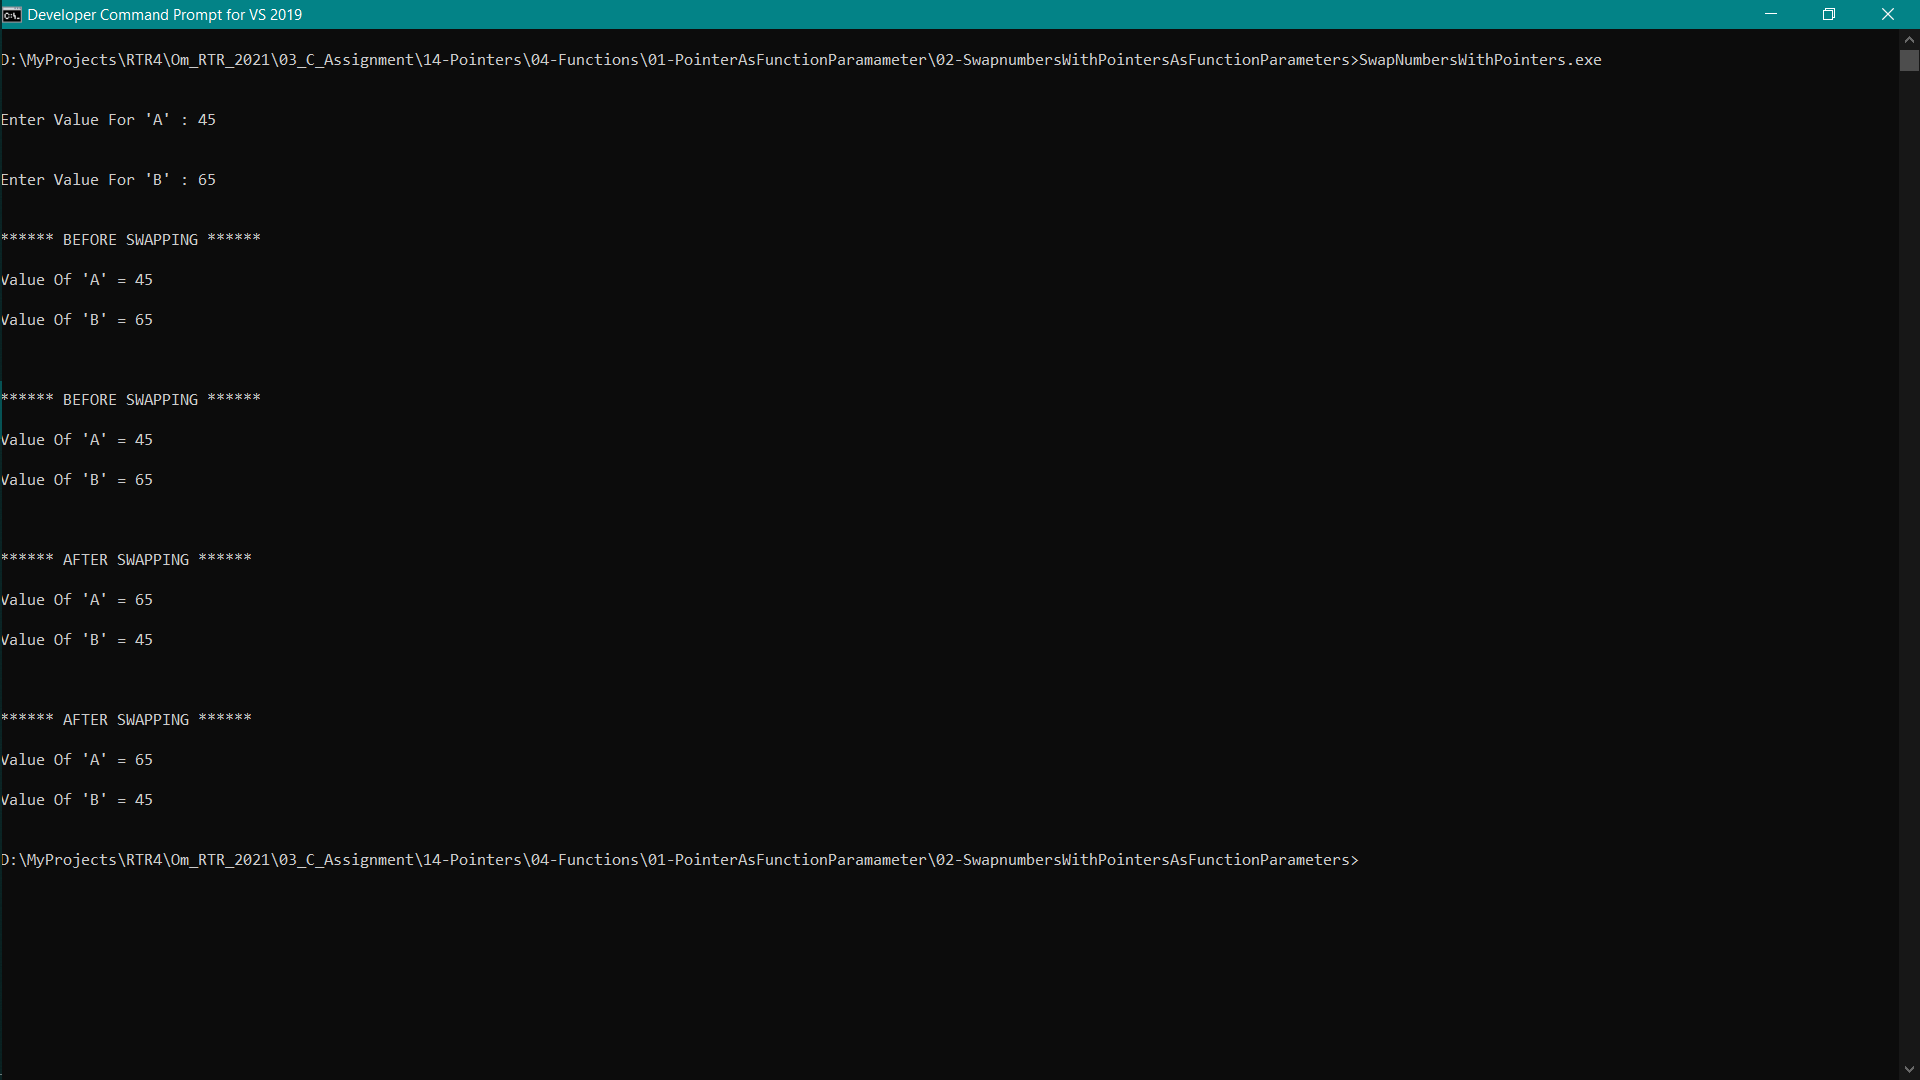 Developer Command Prompt for VS 2019
D:\MyProjects\RTR4\Om_RTR_2021\03_C_Assignment\14-Pointers\04-Functions\01-PointerAsFunctionParamameter\02-SwapnumbersWithPointersAsFunctionParameters>SwapNumbersWithPointers.exe
Enter Value For 'A' : 45
Enter Value For 'B' : 65
****** BEFORE SWAPPING ******
Value Of 'A' = 45
Value Of 'B' = 65
****** BEFORE SWAPPING ******
Value Of 'A' = 45
Value Of 'B' = 65
****** AFTER SWAPPING ******
Value Of 'A' = 65
Value Of 'B' = 45
****** AFTER SWAPPING ******
Value Of 'A' = 65
Value Of 'B' = 45
D:\MyProjects\RTR4\Om_RTR_2021\03_C_Assignment\14-Pointers\04-Functions\01-PointerAsFunctionParamameter\02-SwapnumbersWithPointersAsFunctionParameters>